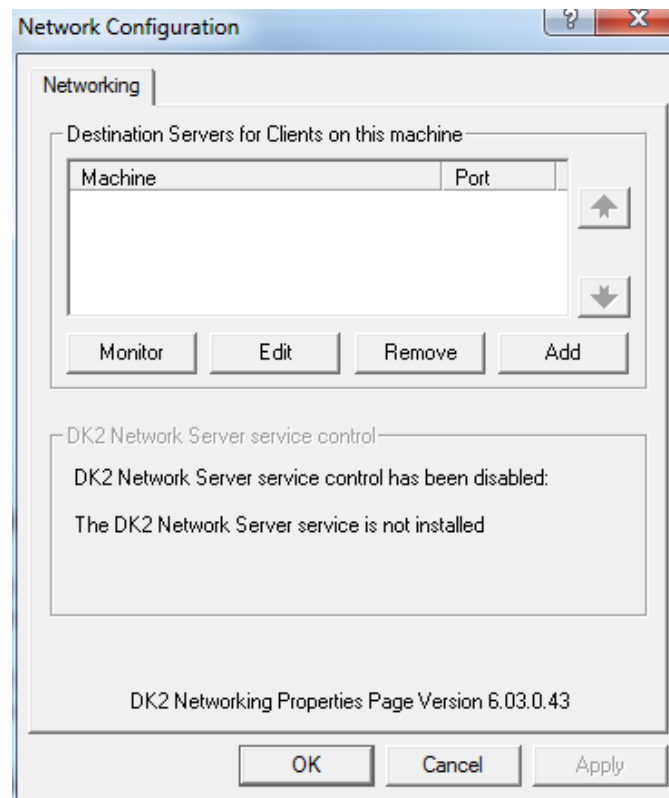 Network Configuration
Networking
Destination Servers for Clients on this machine
Machine Port
Monitor Edit Remove Add
DK2 Network Server service control
DK2 Network Server service control has been disabled:
The DK2 Network Server service is not installed
DK2 Networking Properties Page Version 6.03.0.43
OK Cancel Apply